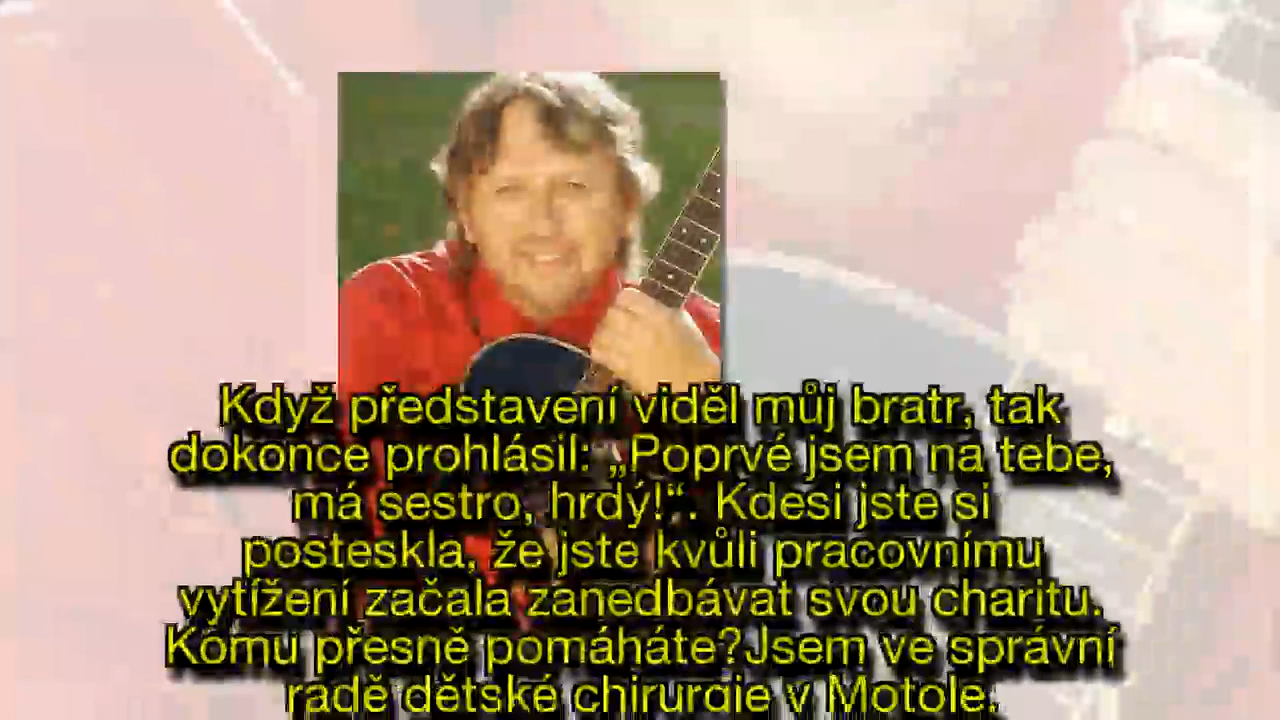 Když představení viděl můj bratr, tak
dokonce prohlásil: „Poprvé jsem na tebe,
má sestro, hrdý!“. Kdesi jste si
posteskla, že jste kvůli pracovnímu
vytížení začala zanedbávat svou charitu.
Komu přesně pomáháte?Jsem ve správní
radě dětské chirurgie v Motole.